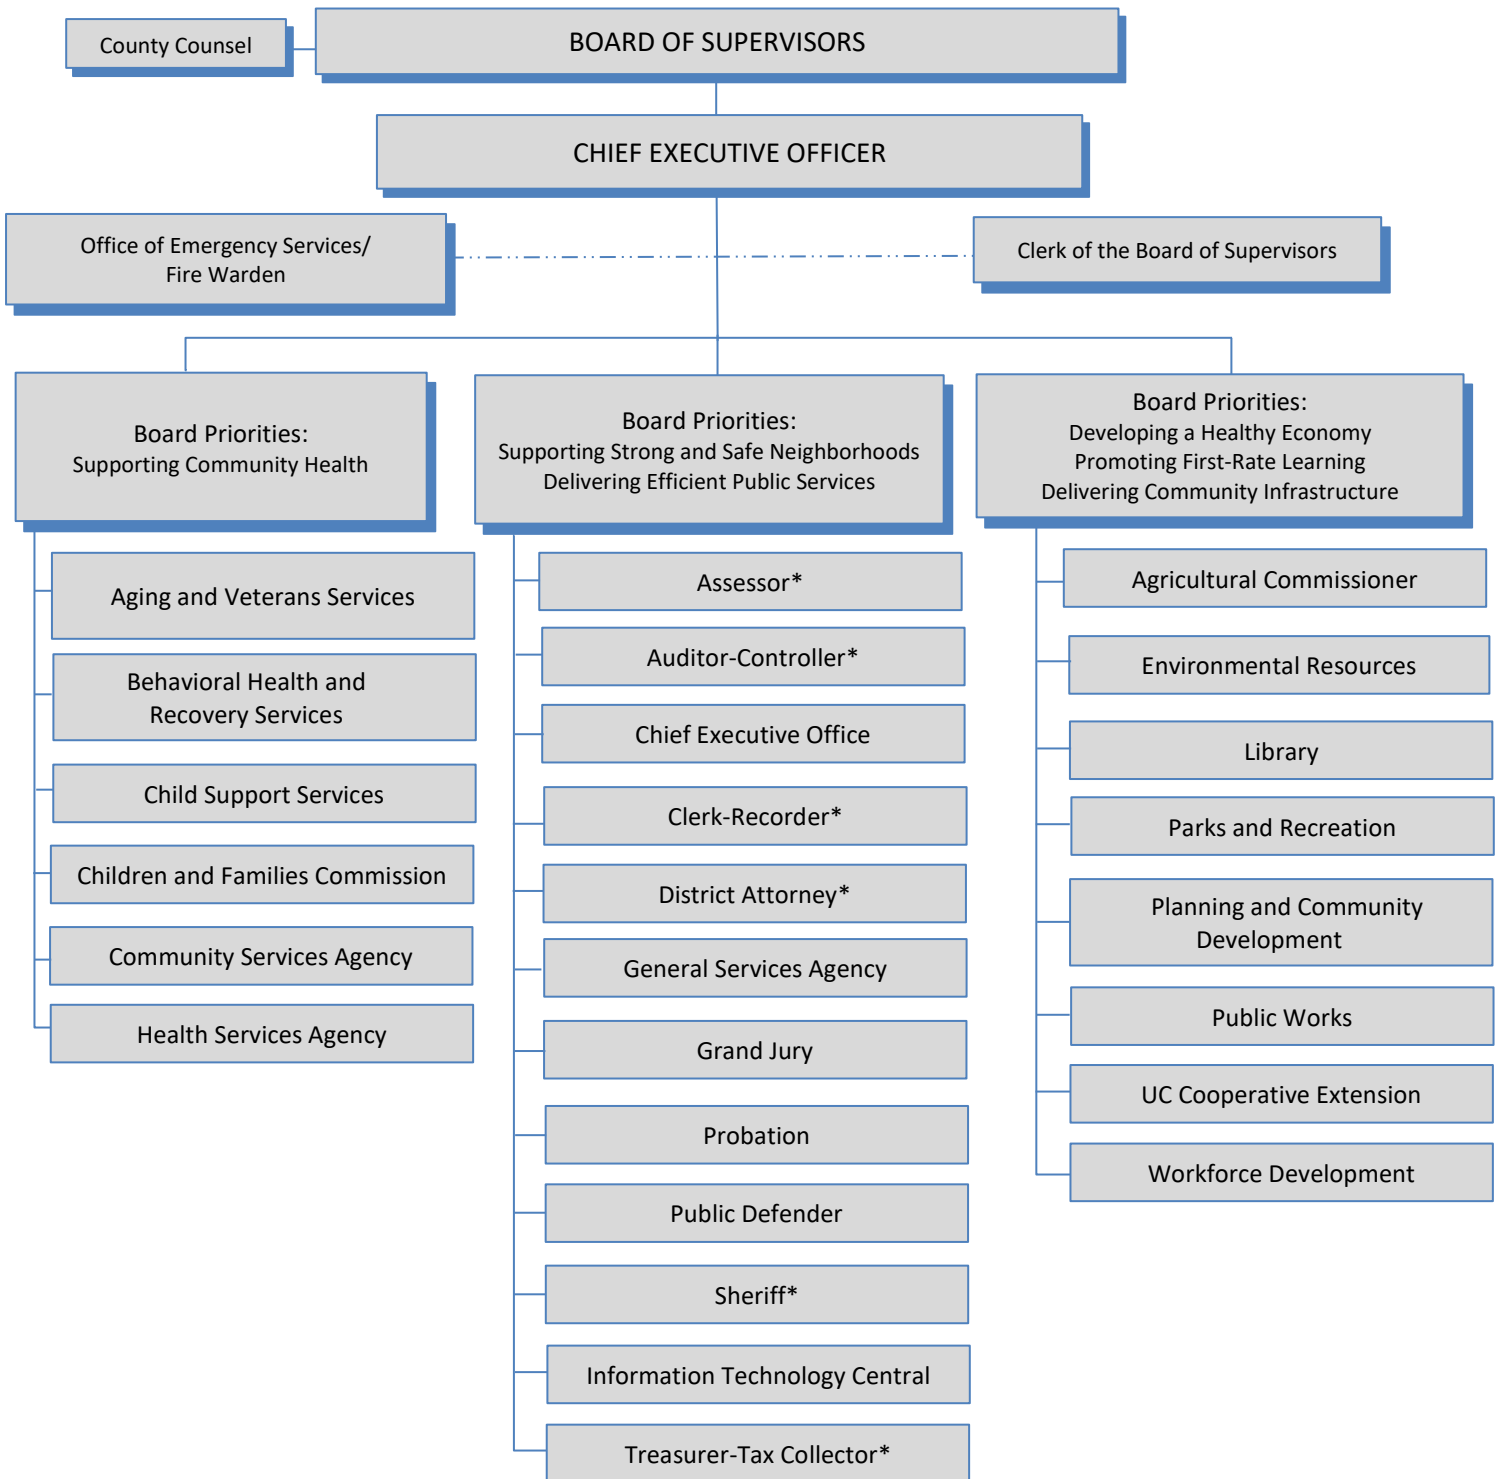 County Counsel
BOARD OF SUPERVISORS
CHIEF EXECUTIVE OFFICER
Office of Emergency Services/
Fire Warden
Clerk of the Board of Supervisors
Board Priorities:
Supporting Community Health
Aging and Veterans Services
Behavioral Health and
Recovery Services
Child Support Services
Children and Families Commission
Community Services Agency
Health Services Agency
Board Priorities:
Supporting Strong and Safe Neighborhoods
Delivering Efficient Public Services
Assessor*
Auditor-Controller*
Chief Executive Office
Clerk-Recorder*
District Attorney*
General Services Agency
Grand Jury
Probation
Public Defender
Sheriff*
Information Technology Central
Treasurer-Tax Collector*
Board Priorities:
Developing a Healthy Economy
Promoting First-Rate Learning
Delivering Community Infrastructure
Agricultural Commissioner
Environmental Resources
Library
Parks and Recreation
Planning and Community
Development
Public Works
UC Cooperative Extension
Workforce Development